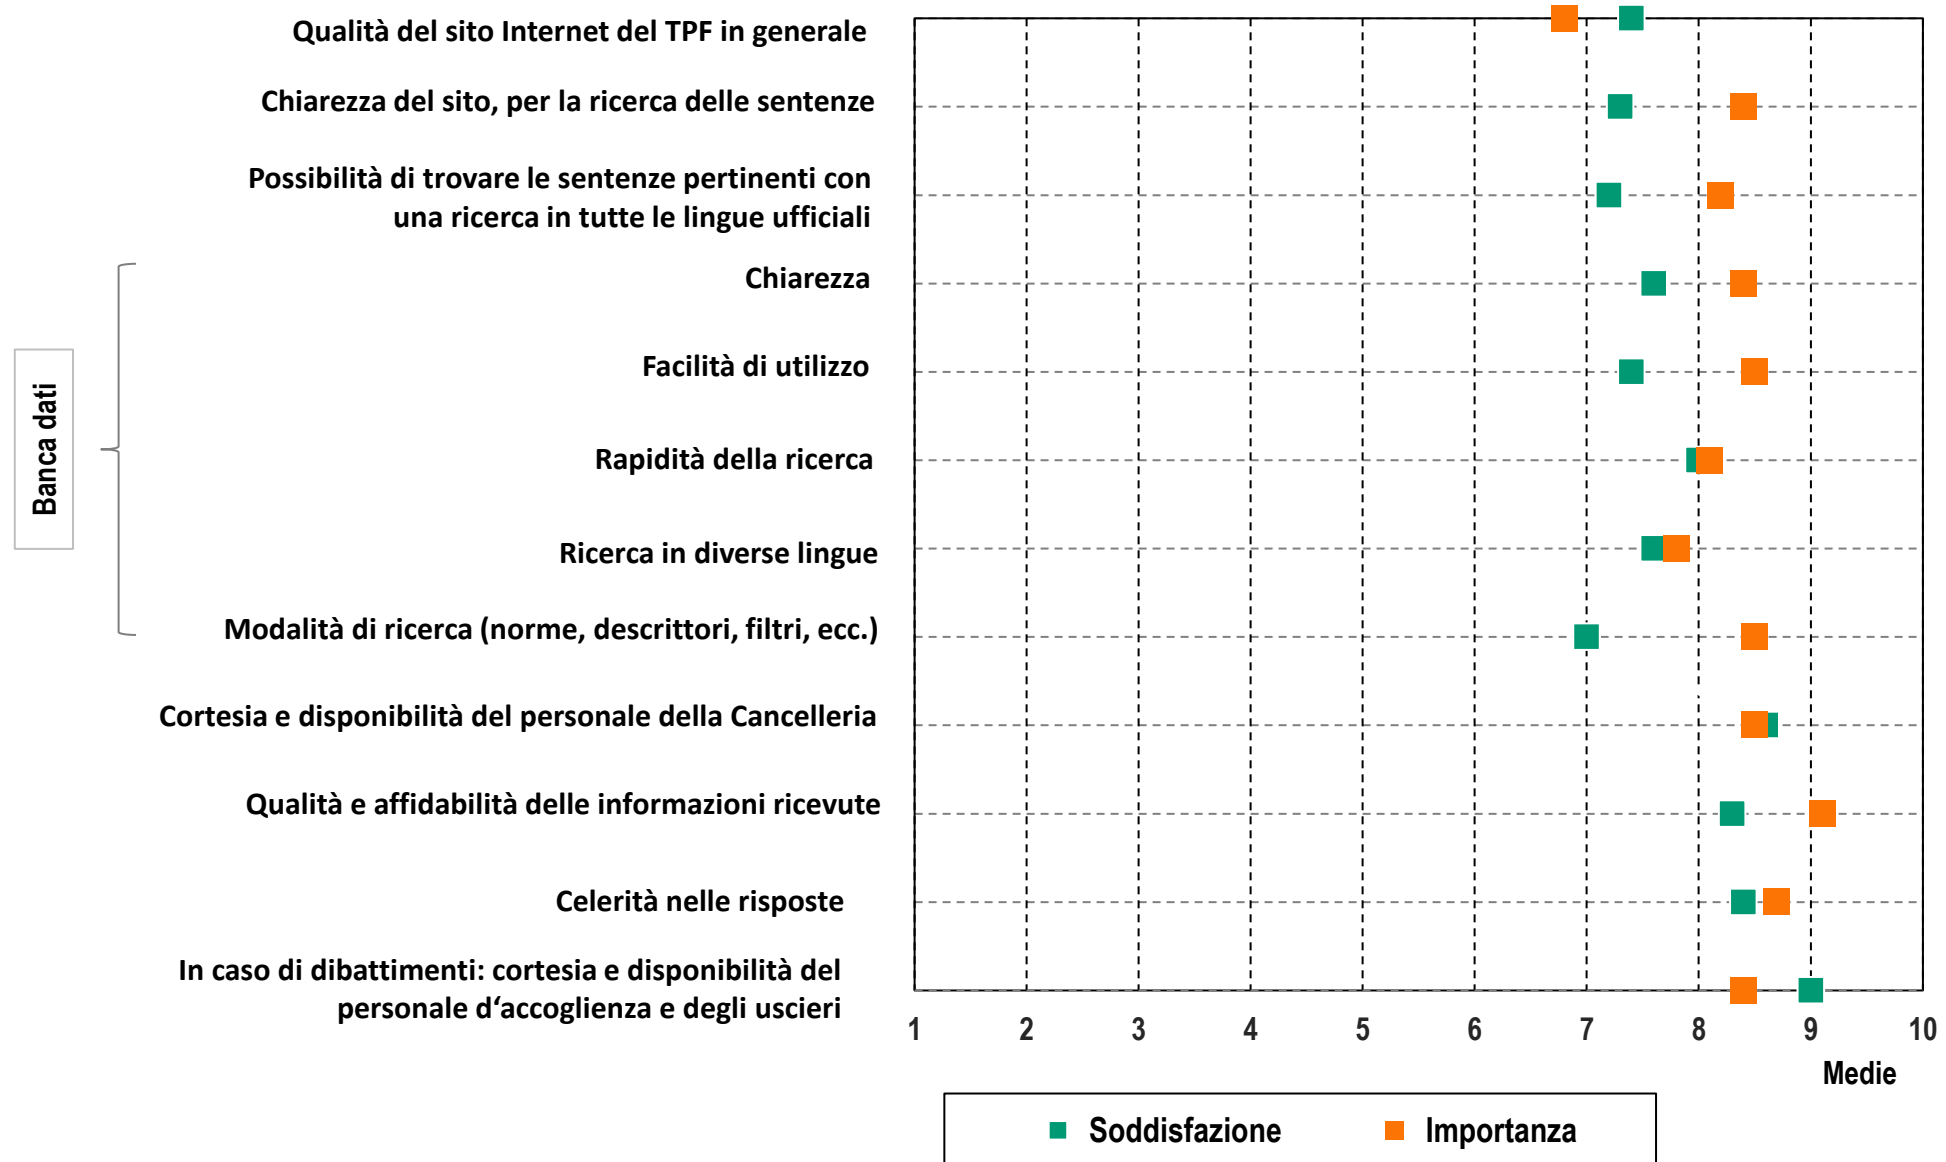 Qualità del sito Internet del TPF in generale
Chiarezza del sito, per la ricerca delle sentenze
Possibilità di trovare le sentenze pertinenti con
una ricerca in tutte le lingue ufficiali
Banca dati
Chiarezza
Facilità di utilizzo
Rapidità della ricerca
Ricerca in diverse lingue
Modalità di ricerca (norme, descrittori, filtri, ecc.)
Cortesia e disponibilità del personale della Cancelleria
Qualità e affidabilità delle informazioni ricevute
Celerità nelle risposte
In caso di dibattimenti: cortesia e disponibilità del
personale d‘accoglienza e degli uscieri
1 2 3 4 5 6 7 8 9 10
Medie
Soddisfazione Importanza